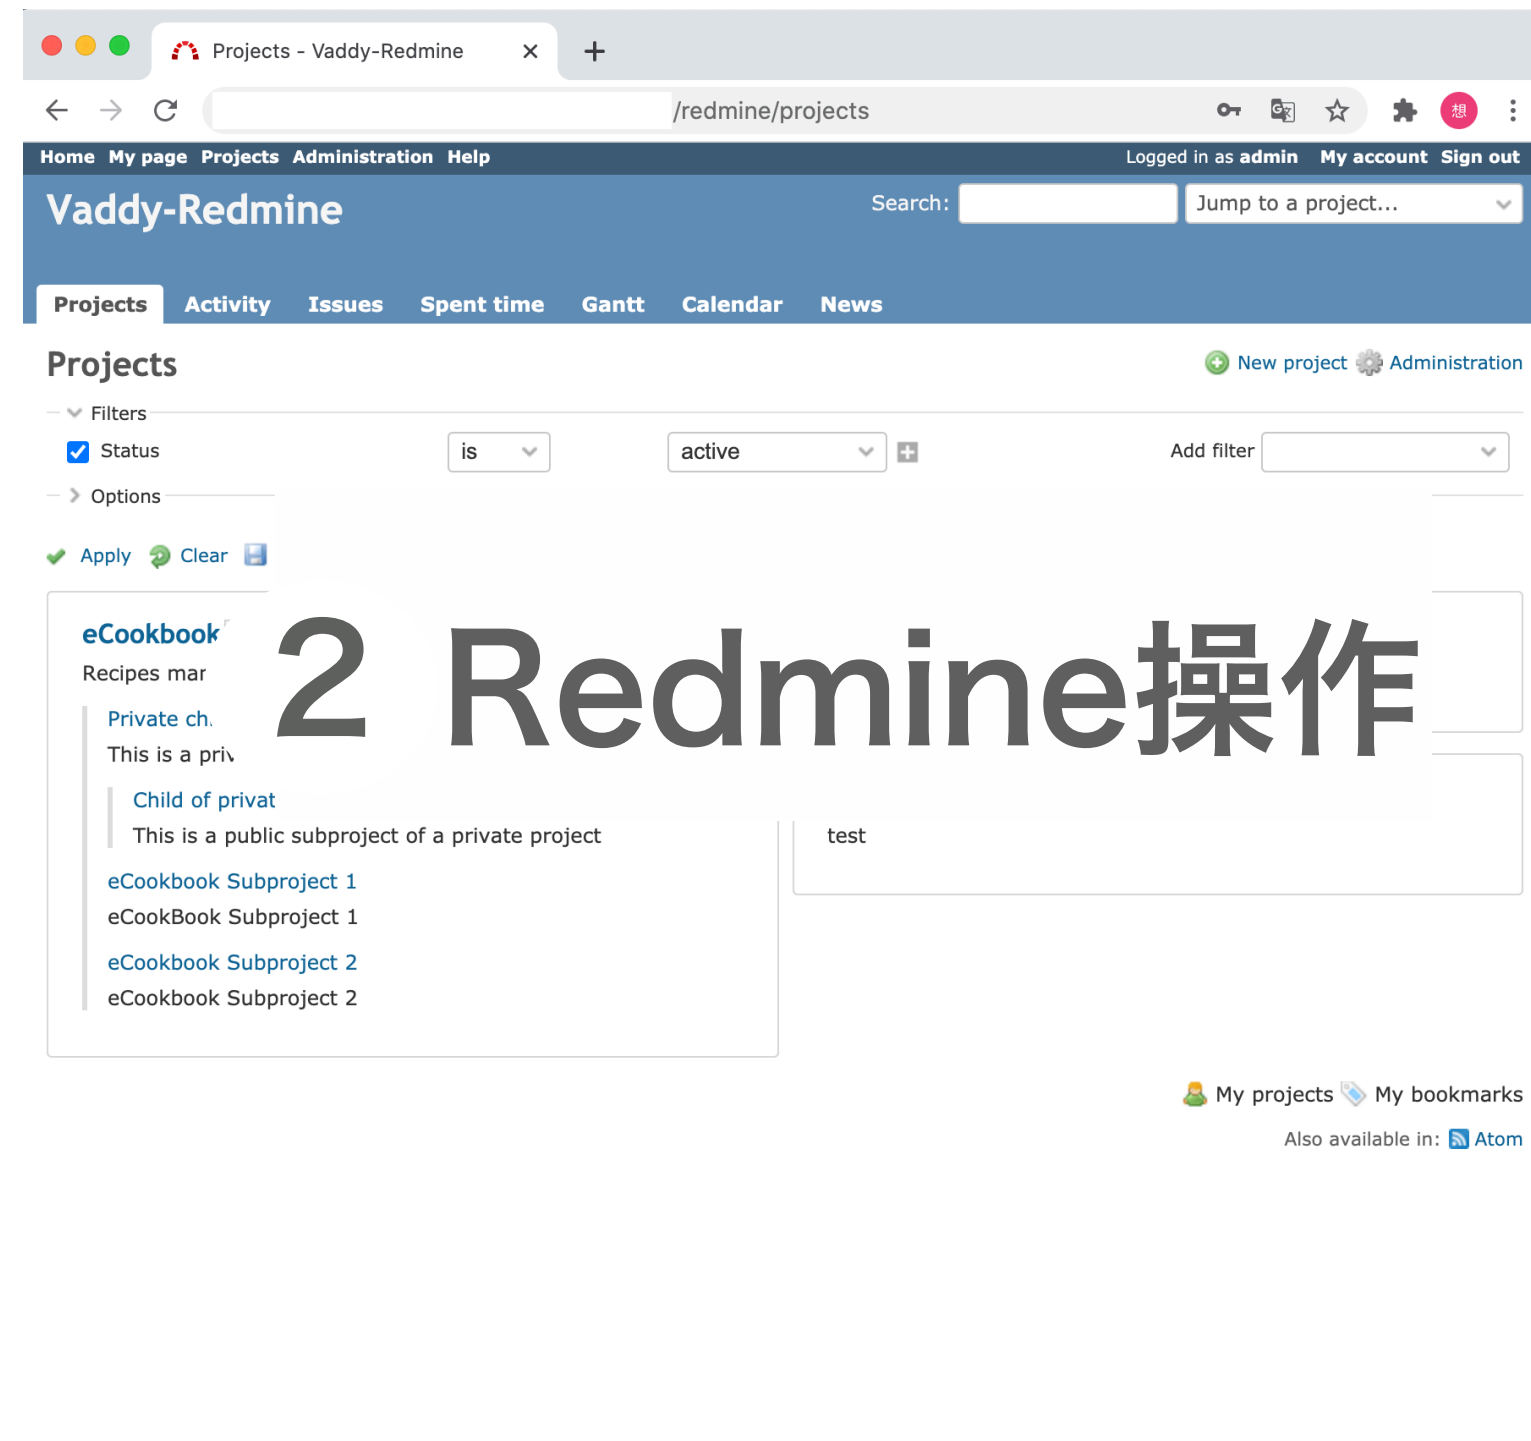 Projects - Vaddy-Redmine
/redmine/projects
想
Home My page Projects Administration Help
Logged in as admin My account Sign out
Vaddy-Redmine
Search: Jump to a project...
Projects Activity Issues Spent time Gantt Calendar News
Projects
New project Administration
Filters
Status is active Add filter
Options
Apply Clear
2 Redmine操作
eCookbook
Recipes
Private
This is a
Child of
This is a public subproject of a private project
eCookbook Subproject 1
eCookBook Subproject 1
eCookbook Subproject 2
eCookbook Subproject 2
test
My projects My bookmarks
Also available in: Atom